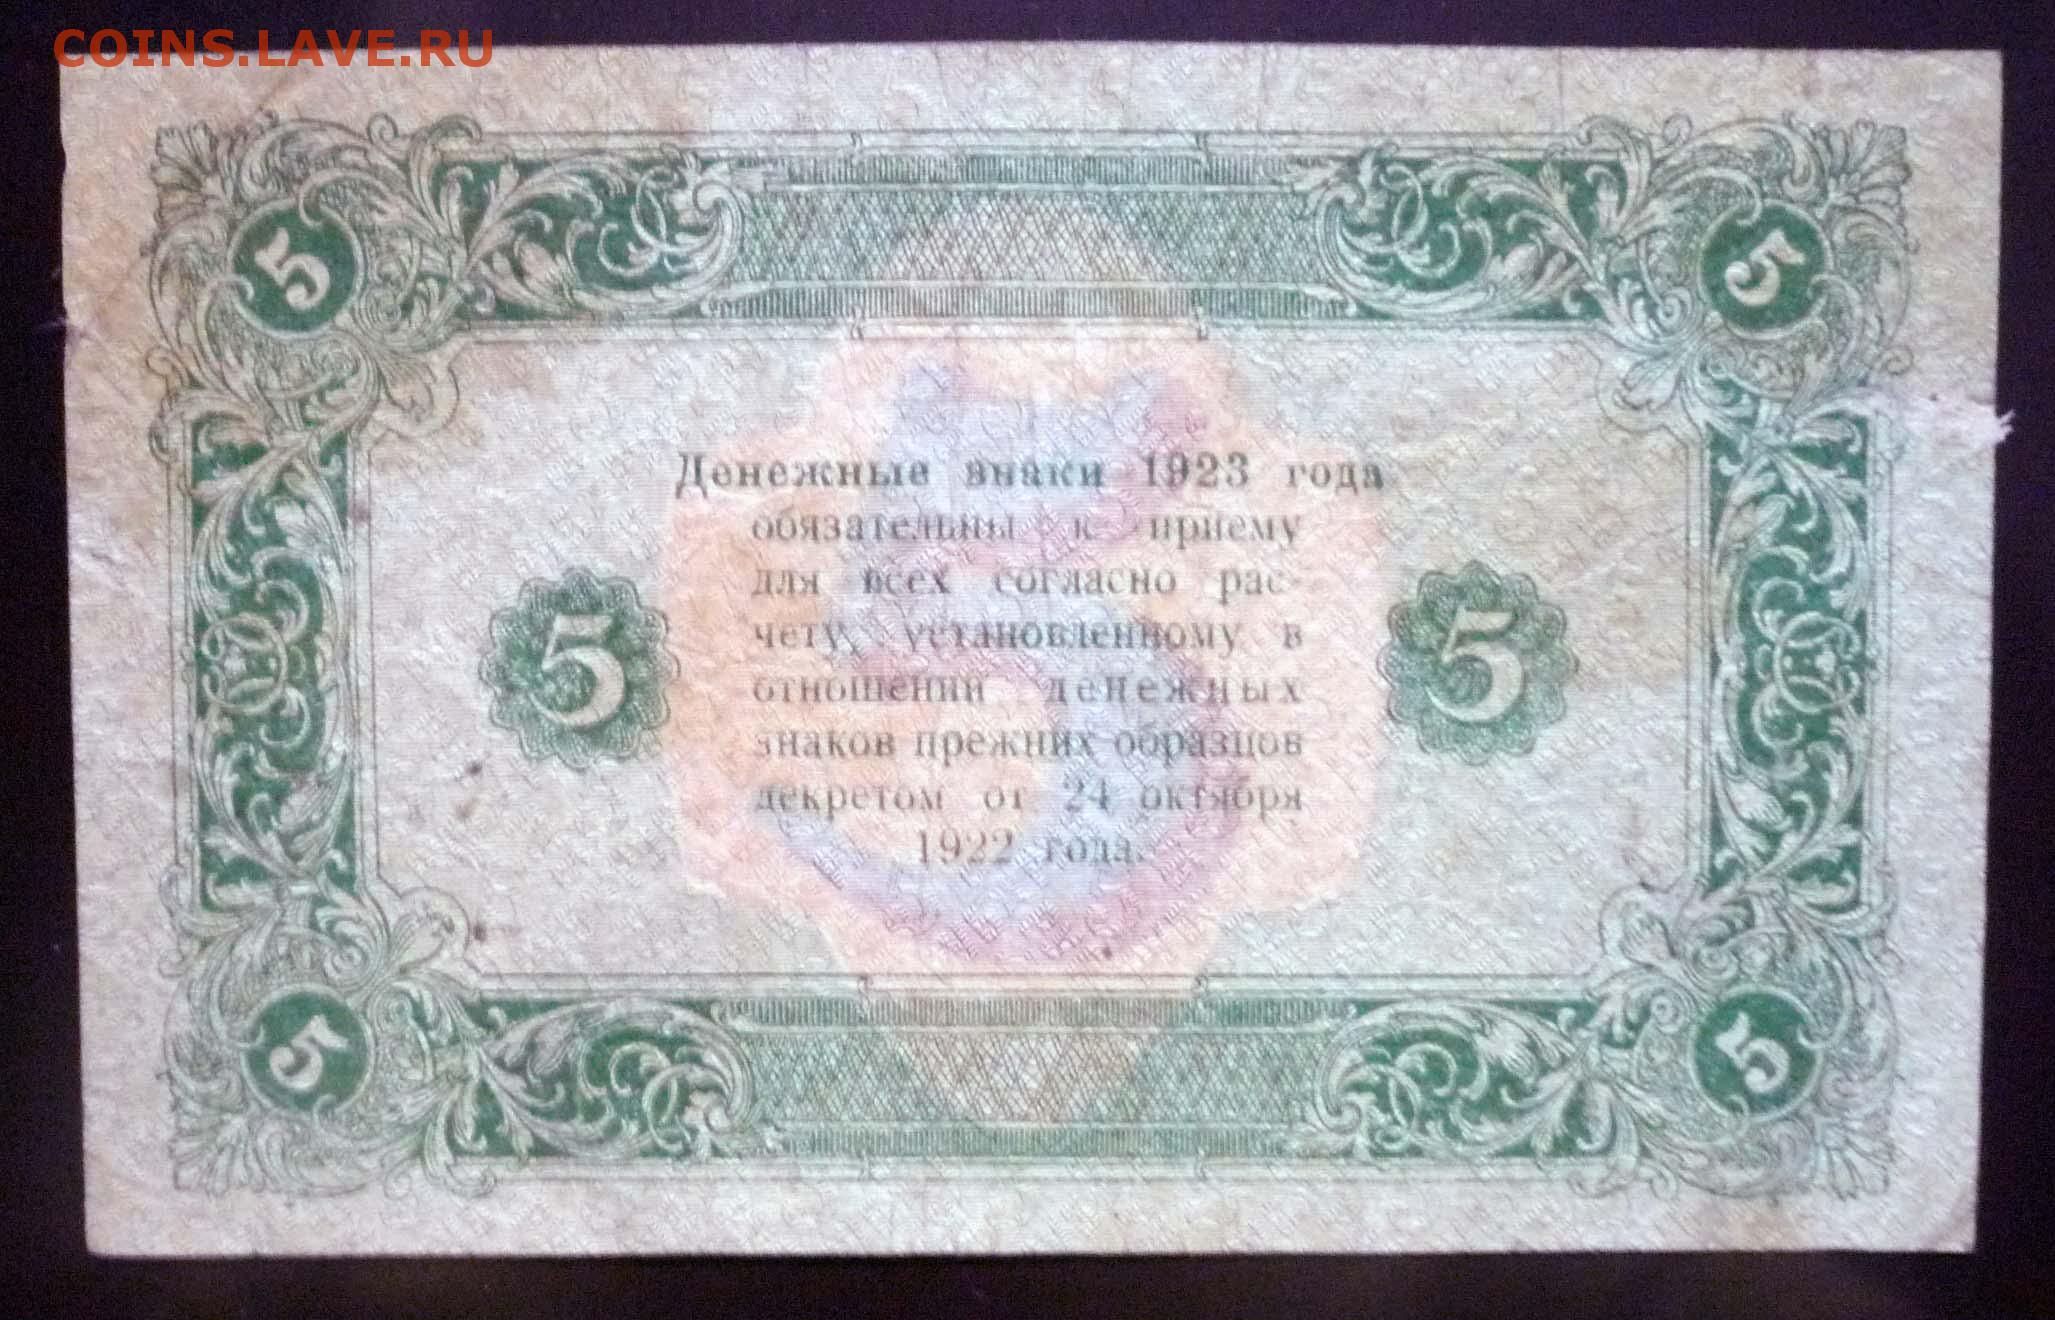 COINS.LAVE.RU
5 5
Денежные знаки 1923 года
обязательны к приему
для всех согласно рас-
чету, установленному в
отношении денежных
знаков прежних образцов
декретом от 24 октября
1922 года.
5 5
5 5